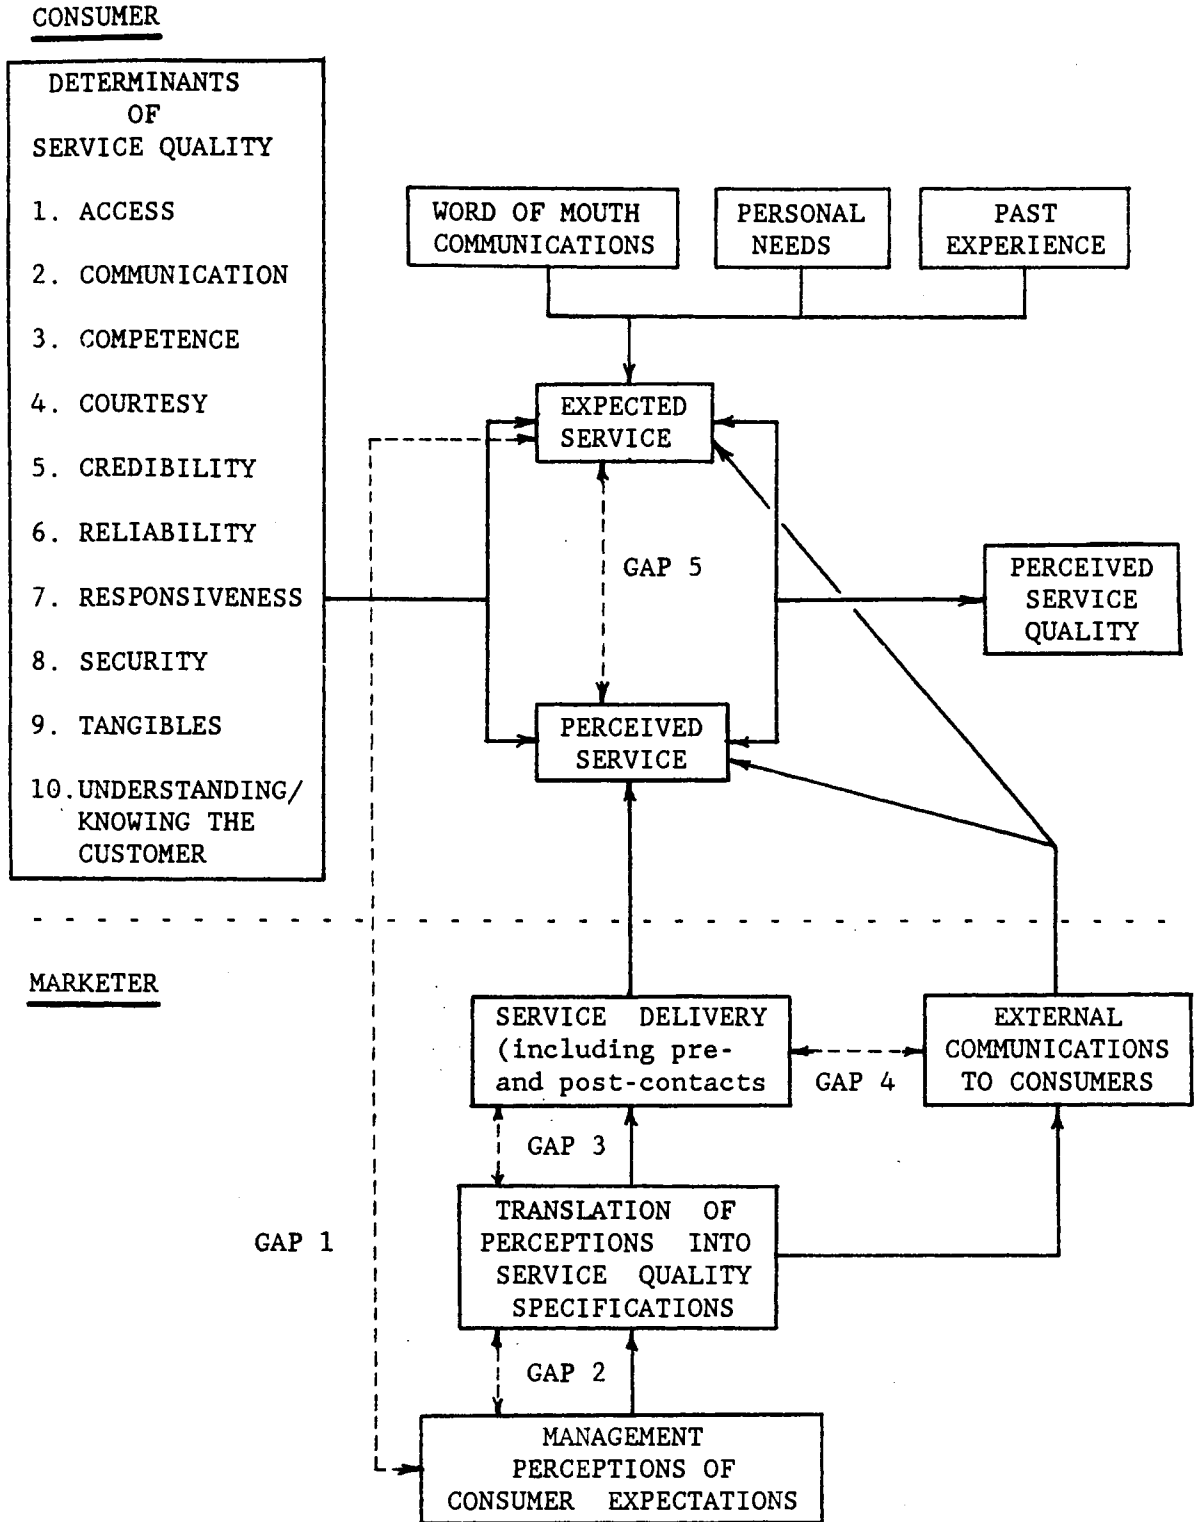 CONSUMER
DETERMINANTS
OF
SERVICE QUALITY
1. ACCESS
2. COMMUNICATION
3. COMPETENCE
4. COURTESY
5. CREDIBILITY
6. RELIABILITY
7. RESPONSIVENESS
8. SECURITY
9. TANGIBLES
10. UNDERSTANDING/
KNOWING THE
CUSTOMER
WORD OF MOUTH
COMMUNICATIONS
PERSONAL
NEEDS
PAST
EXPERIENCE
EXPECTED
SERVICE
GAP 5
PERCEIVED
SERVICE
QUALITY
PERCEIVED
SERVICE
MARKETER
SERVICE DELIVERY
(including pre-
and post-contacts
GAP 4
EXTERNAL
COMMUNICATIONS
TO CONSUMERS
GAP 3
TRANSLATION OF
PERCEPTIONS INTO
SERVICE QUALITY
SPECIFICATIONS
GAP 1
GAP 2
MANAGEMENT
PERCEPTIONS OF
CONSUMER EXPECTATIONS